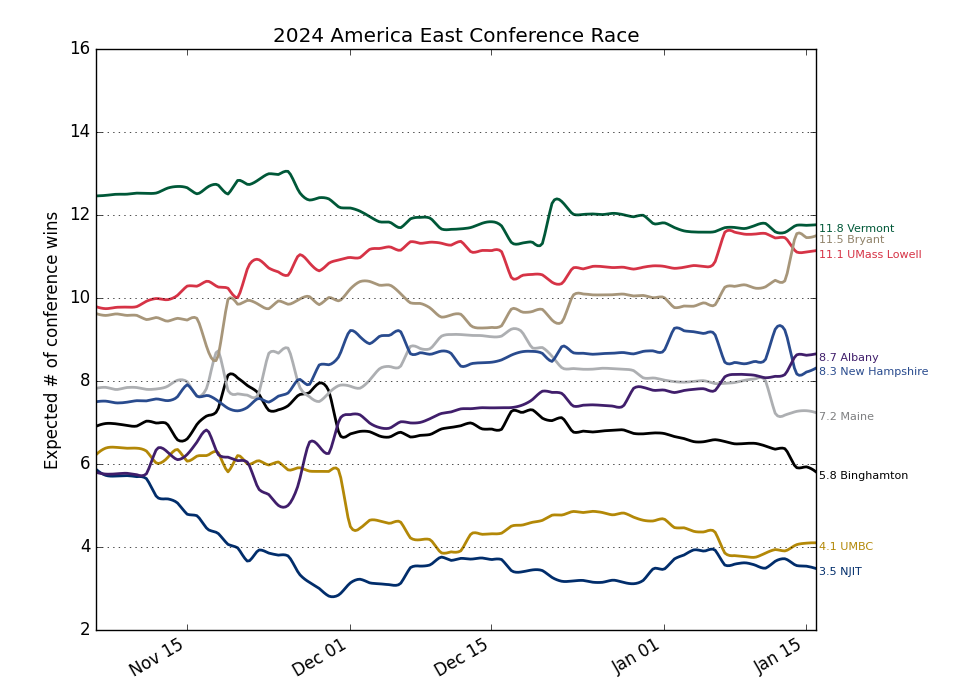 2024 America East Conference Race
Expected # of conference wins
16
14
12
10
8
6
4
2
11.8 Vermont
11.5 Bryant
11.1 UMass Lowell
8.7 Albany
8.3 New Hampshire
7.2 Maine
5.8 Binghamton
4.1 UMBC
3.5 NJIT
Nov 15
Dec 01
Dec 15
Jan 01
Jan 15